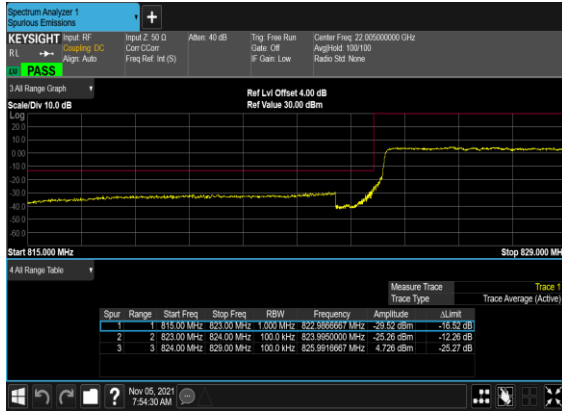 Spectrum Analyzer 1
Spurious Emissions
+
KEYSIGHT Input: RF Input Z: 50 Ω Atten: 40 dB Trig: Free Run Center Freq: 22.005000000 GHz
RL Coupling: DC Corr CCorr Gate: Off Avg|Hold: 100/100
Align: Auto Freq Ref: Int (S) IF Gain: Low Radio Std: None
PASS
3 All Range Graph Ref Lvl Offset 4.00 dB
Scale/Div 10.0 dB Ref Value 30.00 dBm
Log
20.0
10.0
0.00
-10.0
-20.0
-30.0
-40.0
-50.0
-60.0
Start 815.000 MHz Stop 829.000 MHz
4 All Range Table
Measure Trace Trace 1
Trace Type Trace Average (Active)
Spur Range Start Freq Stop Freq RBW Frequency Amplitude ΔLimit
1 1 815.00 MHz 823.00 MHz 1.000 MHz 822.9866667 MHz -29.52 dBm -16.52 dB
2 2 823.00 MHz 824.00 MHz 100.0 kHz 823.9950000 MHz -25.26 dBm -12.26 dB
3 3 824.00 MHz 829.00 MHz 100.0 kHz 825.9916667 MHz 4.726 dBm -25.27 dB
? Nov 05, 2021
7:54:30 AM